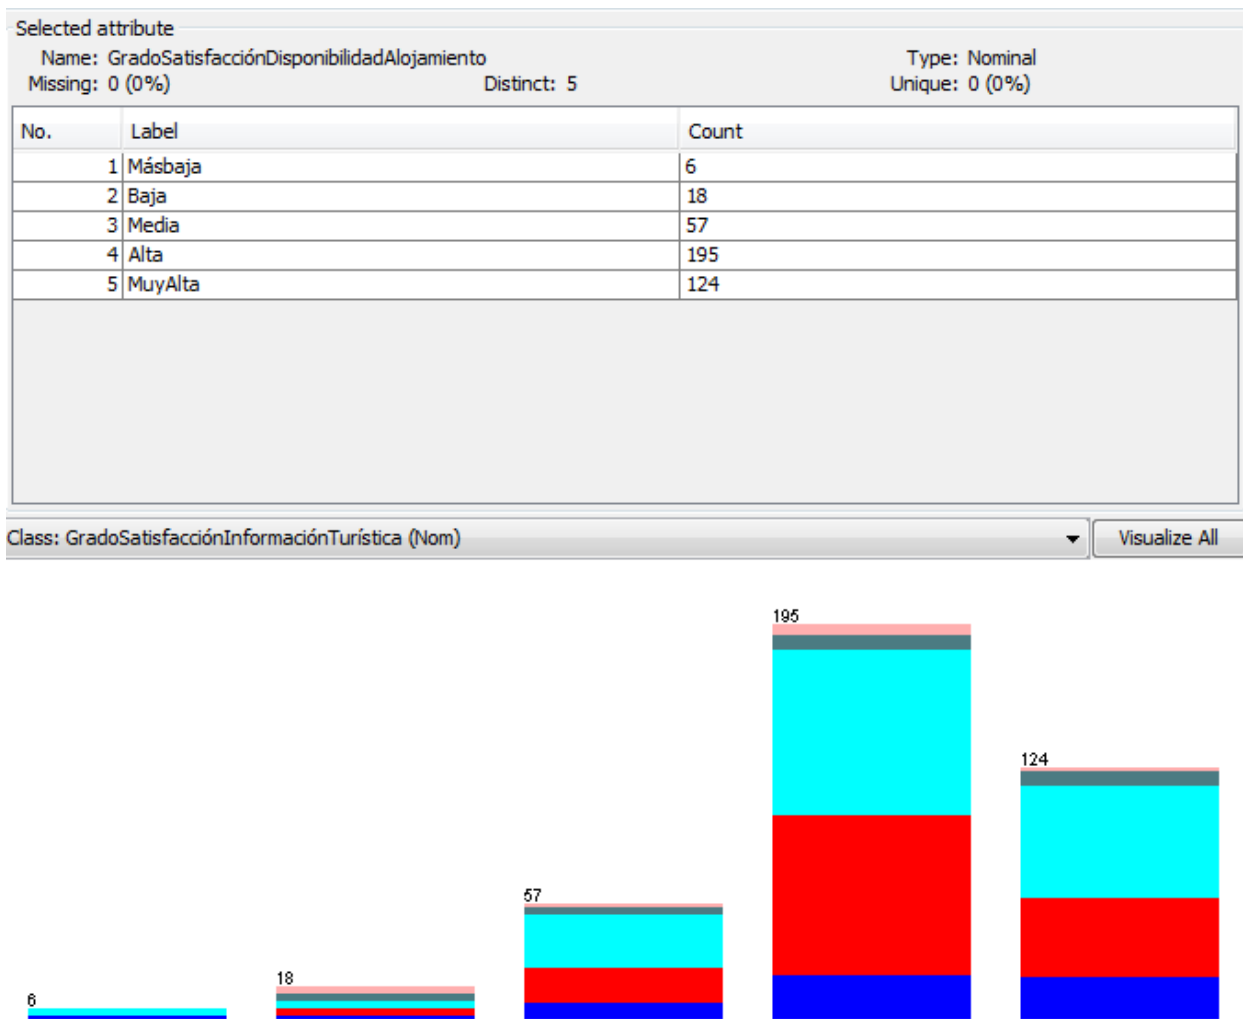 Selected attribute
Name: GradoSatisfacciónDisponibilidadAlojamiento Type: Nominal
Missing: 0 (0%) Distinct: 5 Unique: 0 (0%)
No. Label Count
1 Másbaja 6
2 Baja 18
3 Media 57
4 Alta 195
5 MuyAlta 124
Class: GradoSatisfacciónInformaciónTurística (Nom) Visualize All
195
124
57
18
6